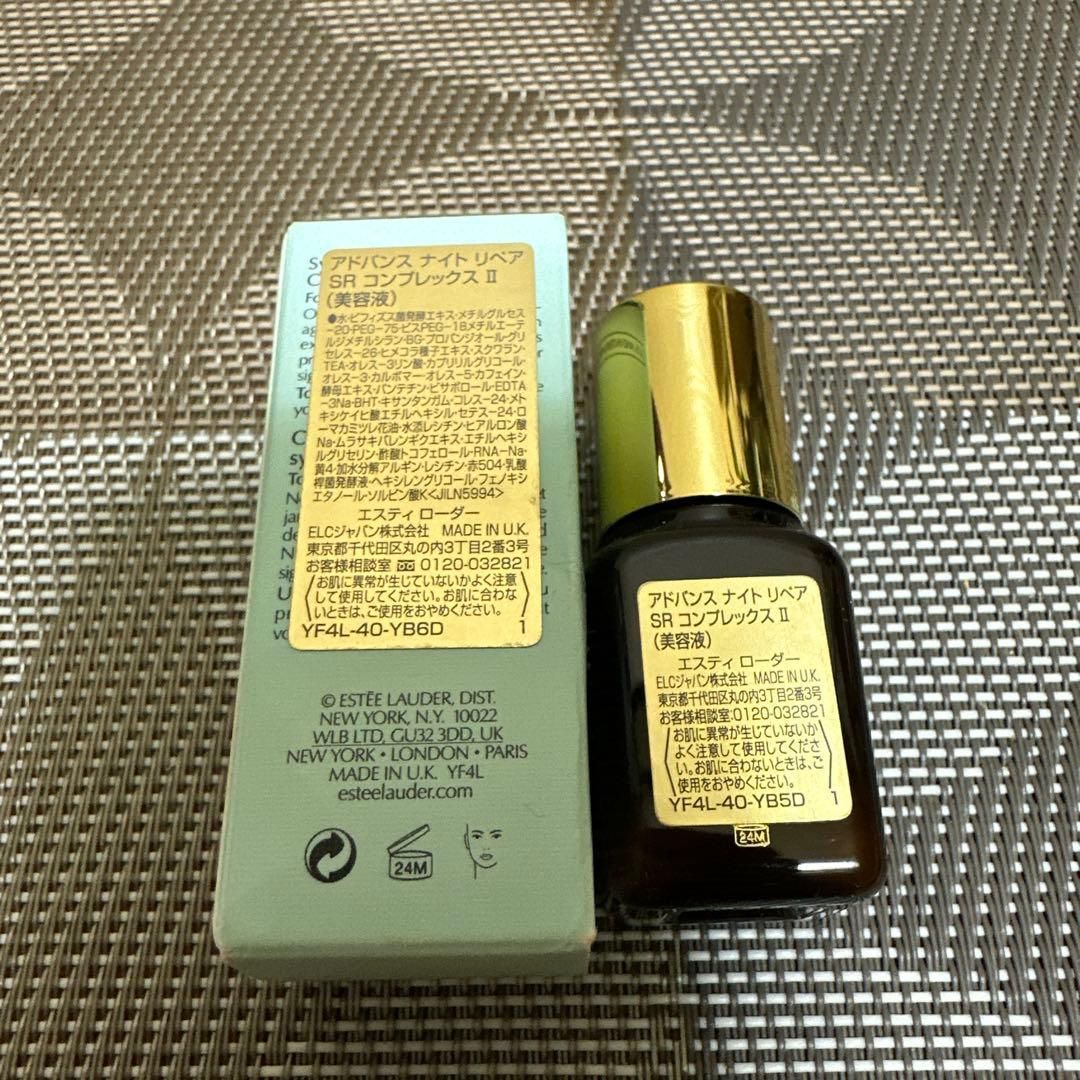 アドバンス ナイト リペア
SR コンプレックス Ⅱ
(美容液)
●水・ビフィズス菌発酵エキス・メチルグルセス
-20・PEG-75・ビスPEG-18メチルエーテ
ルジメチルシラン・BG・プロパンジオール・グリ
セレス-26・ヒメコラ種子エキス・スクワラン・
TEA・オレス-3リン酸・カプリリルグリコール・
オレス-3・カルボマー・オレス-5・カフェイン・
酵母エキス・パンテチン・ビサボロール・EDTA
-3Na・BHT・キサンタンガム・コレス-24・メト
キシケイヒ酸エチルヘキシル・セテス-24・ロ
ーマカミツレ花油・水添レシチン・ヒアルロン酸
Na・ムラサキバレンギクエキス・エチルヘキシ
ルグリセリン・酢酸トコフェロール・RNA-Na・
黄4・加水分解アルギン・レシチン・赤504・乳酸
桿菌発酵液・ヘキシレングリコール・フェノキシ
エタノール・ソルビン酸K<JILN5994>
エスティ ローダー
ELCジャパン株式会社 MADE IN U.K.
東京都千代田区丸の内3丁目2番3号
お客様相談室 0120-032821
お肌に異常が生じていないかよく注意
して使用してください。お肌に合わな
いときは、ご使用をおやめください。
YF4L-40-YB6D 1
© ESTĒE LAUDER, DIST.
NEW YORK, N.Y. 10022
WLB LTD, GU32 3DD, UK
NEW YORK • LONDON • PARIS
MADE IN U.K. YF4L
esteelauder.com
24M
アドバンス ナイト リペア
SR コンプレックス Ⅱ
(美容液)
エスティ ローダー
ELCジャパン株式会社 MADE IN U.K.
東京都千代田区丸の内3丁目2番3号
お客様相談室:0120-032821
お肌に異常が生じていないか
よく注意して使用してくださ
い。お肌に合わないときは、ご
使用をおやめください。
YF4L-40-YB5D 1
24M